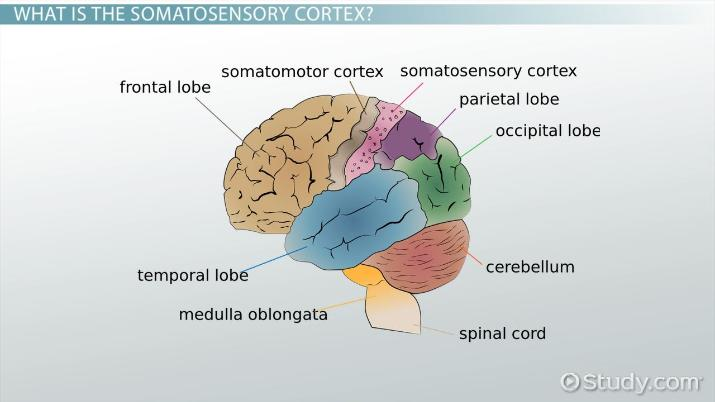 WHAT IS THE SOMATOSENSORY CORTEX?
somatomotor cortex
somatosensory cortex
frontal lobe
parietal lobe
occipital lobe
temporal lobe
cerebellum
medulla oblongata
spinal cord
Study.com